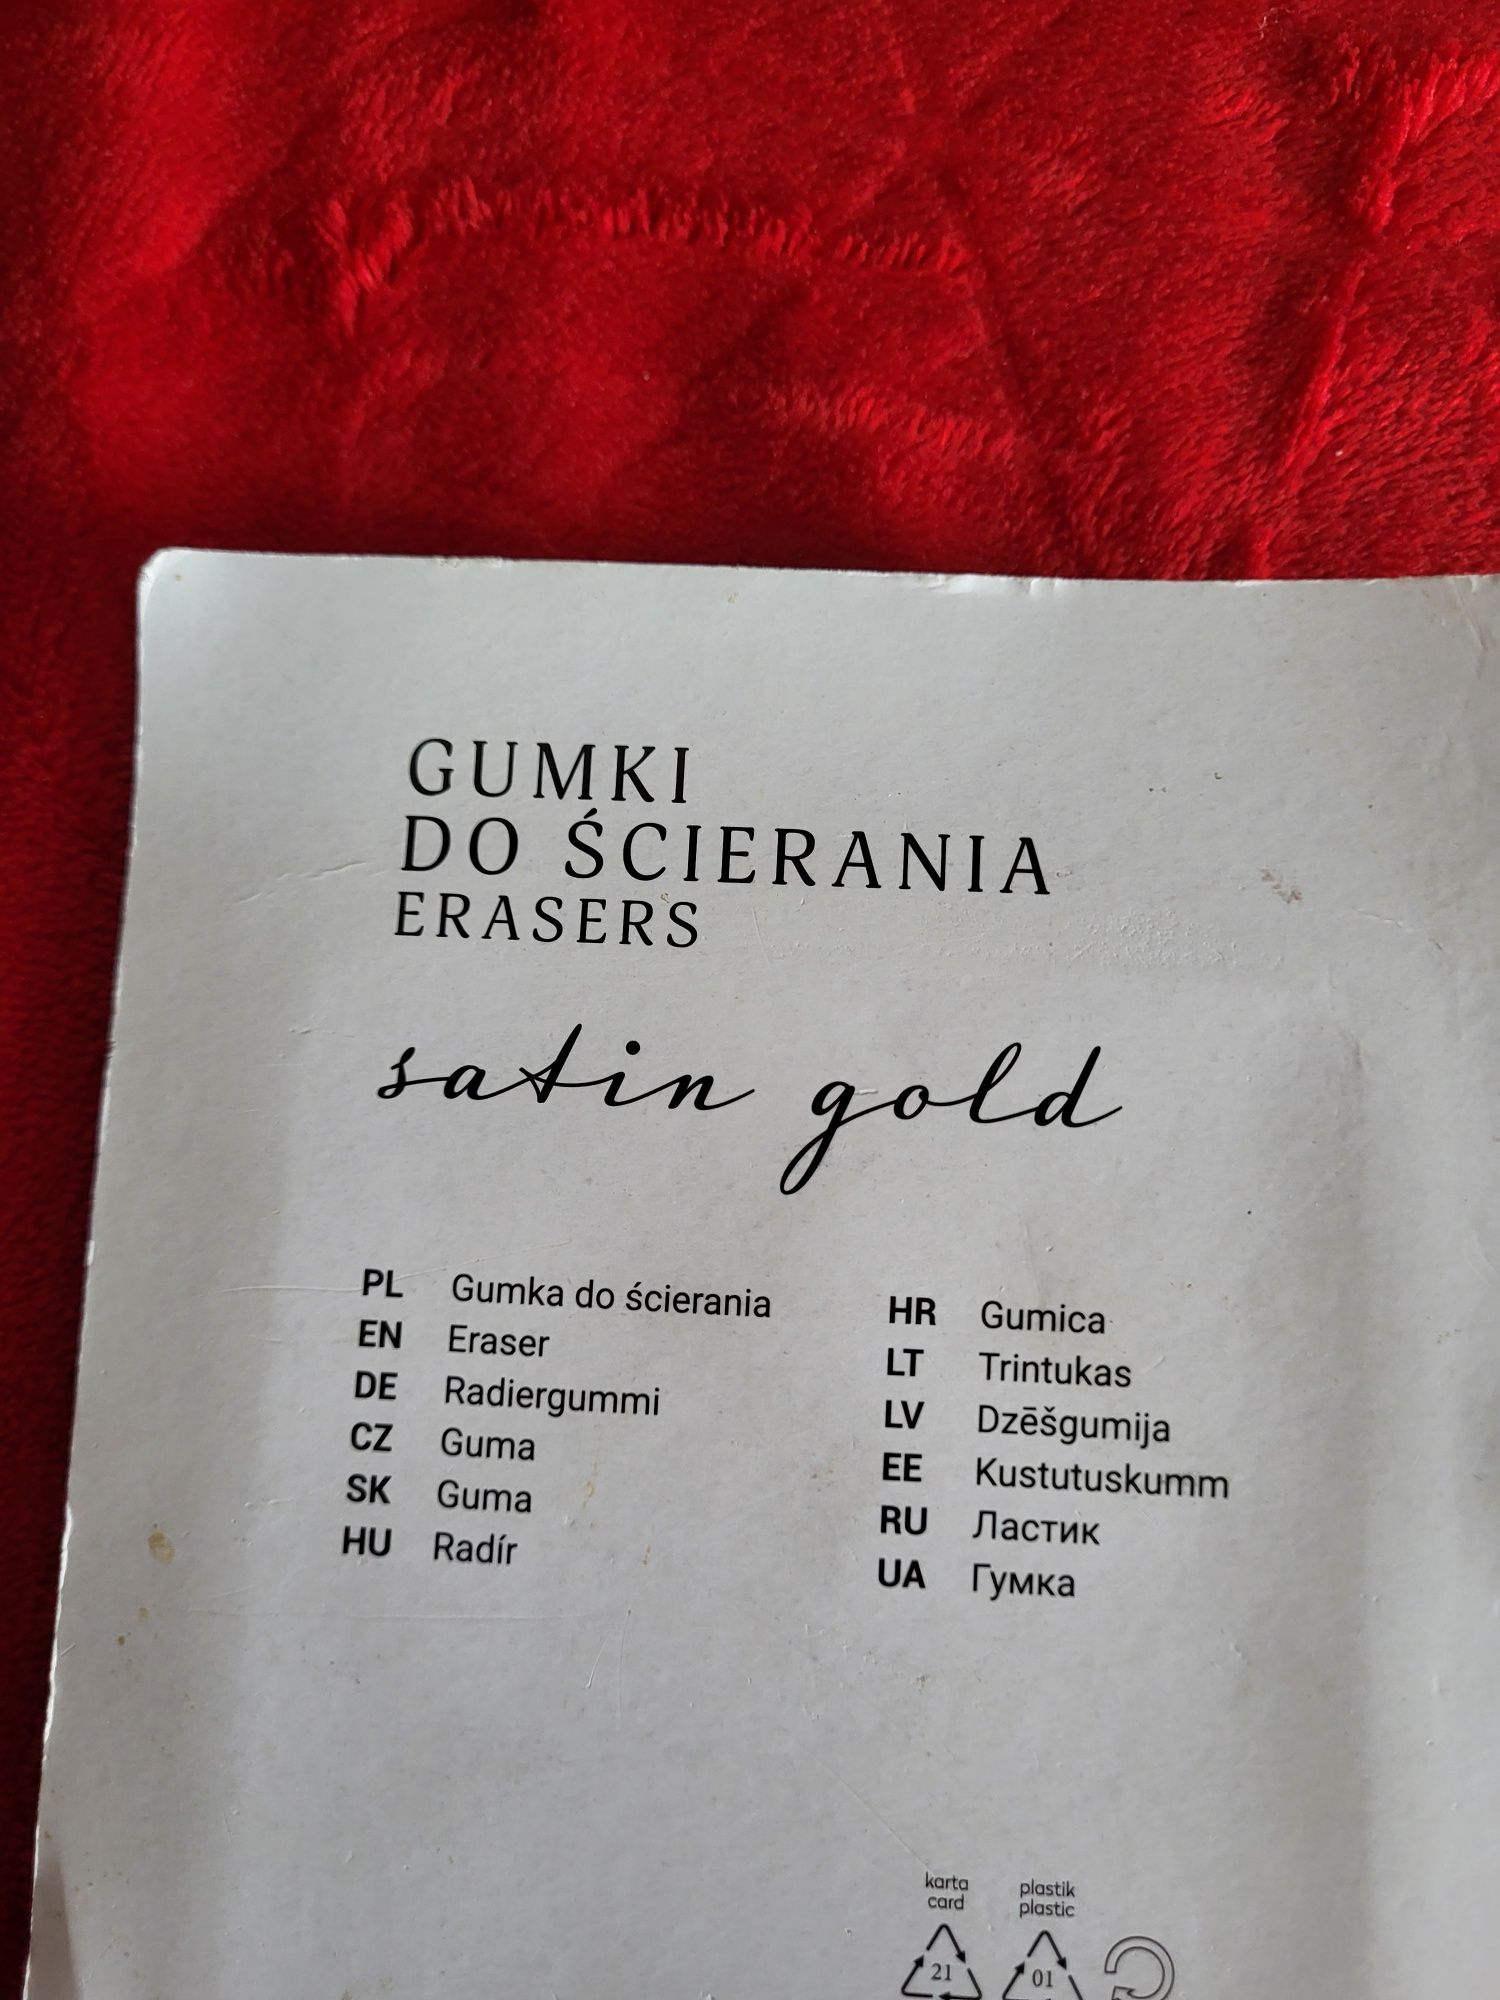 GUMKI
DO ŚCIERANIA
ERASERS
satin gold
PL Gumka do ścierania
EN Eraser
DE Radiergummi
CZ Guma
SK Guma
HU Radír
HR Gumica
LT Trintukas
LV Dzēšgumija
EE Kustutuskumm
RU Ластик
UA Гумка
karta
card
21
plastik
plastic
01